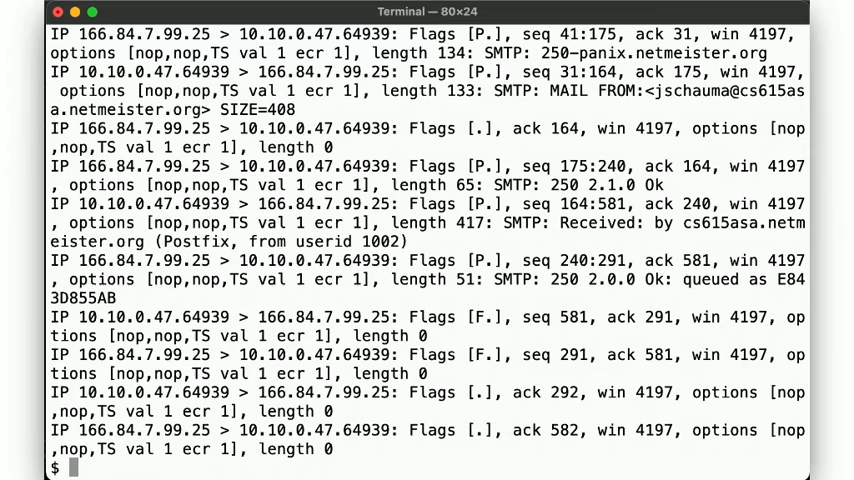 Terminal — 80×24
IP 166.84.7.99.25 > 10.10.0.47.64939: Flags [P.], seq 41:175, ack 31, win 4197,
options [nop,nop,TS val 1 ecr 1], length 134: SMTP: 250-panix.netmeister.org
IP 10.10.0.47.64939 > 166.84.7.99.25: Flags [P.], seq 31:164, ack 175, win 4197,
 options [nop,nop,TS val 1 ecr 1], length 133: SMTP: MAIL FROM:<jschauma@cs615as
a.netmeister.org> SIZE=408
IP 166.84.7.99.25 > 10.10.0.47.64939: Flags [.], ack 164, win 4197, options [nop
,nop,TS val 1 ecr 1], length 0
IP 166.84.7.99.25 > 10.10.0.47.64939: Flags [P.], seq 175:240, ack 164, win 4197
, options [nop,nop,TS val 1 ecr 1], length 65: SMTP: 250 2.1.0 Ok
IP 10.10.0.47.64939 > 166.84.7.99.25: Flags [P.], seq 164:581, ack 240, win 4197
, options [nop,nop,TS val 1 ecr 1], length 417: SMTP: Received: by cs615asa.netm
eister.org (Postfix, from userid 1002)
IP 166.84.7.99.25 > 10.10.0.47.64939: Flags [P.], seq 240:291, ack 581, win 4197
, options [nop,nop,TS val 1 ecr 1], length 51: SMTP: 250 2.0.0 Ok: queued as E84
3D855AB
IP 10.10.0.47.64939 > 166.84.7.99.25: Flags [F.], seq 581, ack 291, win 4197, op
tions [nop,nop,TS val 1 ecr 1], length 0
IP 166.84.7.99.25 > 10.10.0.47.64939: Flags [F.], seq 291, ack 581, win 4197, op
tions [nop,nop,TS val 1 ecr 1], length 0
IP 10.10.0.47.64939 > 166.84.7.99.25: Flags [.], ack 292, win 4197, options [nop
,nop,TS val 1 ecr 1], length 0
IP 166.84.7.99.25 > 10.10.0.47.64939: Flags [.], ack 582, win 4197, options [nop
,nop,TS val 1 ecr 1], length 0
$